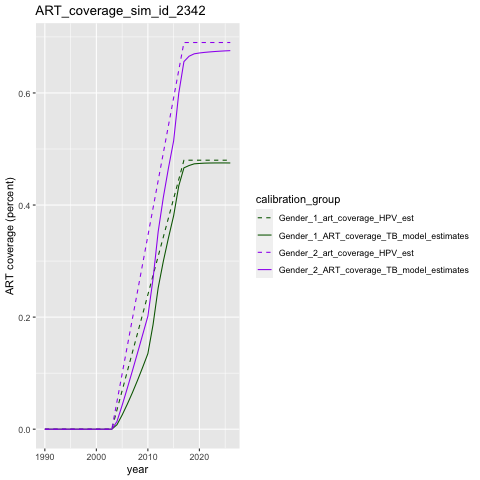 ART_coverage_sim_id_2342
ART coverage (percent)
0.6
0.4
0.2
0.0
1990 2000 2010 2020
year
calibration_group
Gender_1_art_coverage_HPV_est
Gender_1_ART_coverage_TB_model_estimates
Gender_2_art_coverage_HPV_est
Gender_2_ART_coverage_TB_model_estimates